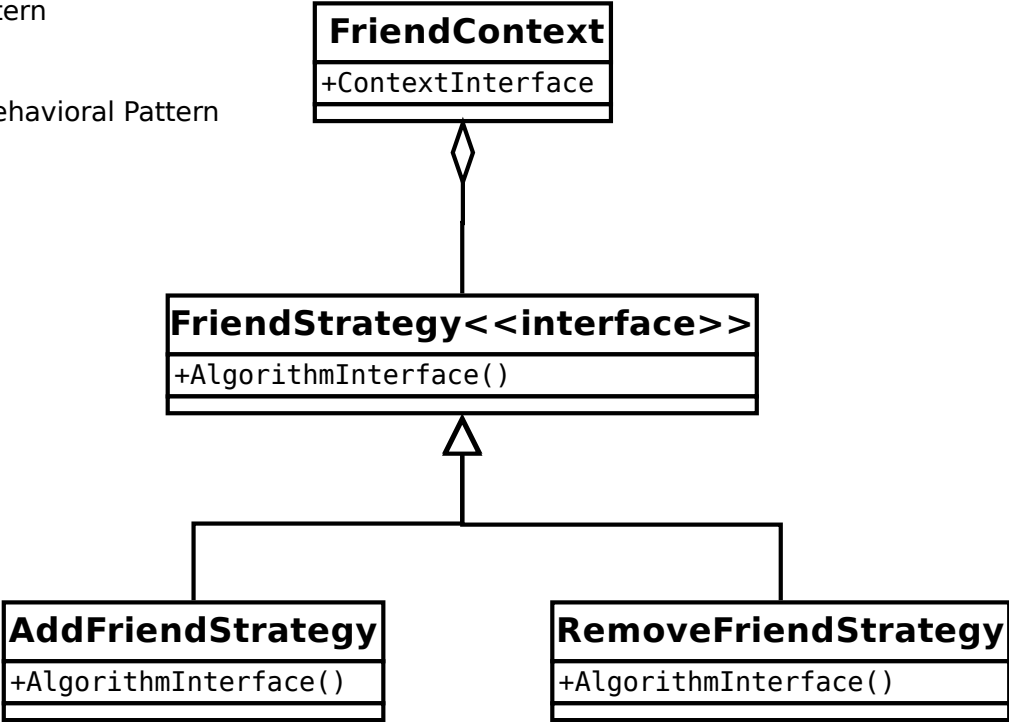 tern
FriendContext
+ContextInterface
ehavioral Pattern
FriendStrategy<<interface>>
+AlgorithmInterface()
AddFriendStrategy
+AlgorithmInterface()
RemoveFriendStrategy
+AlgorithmInterface()